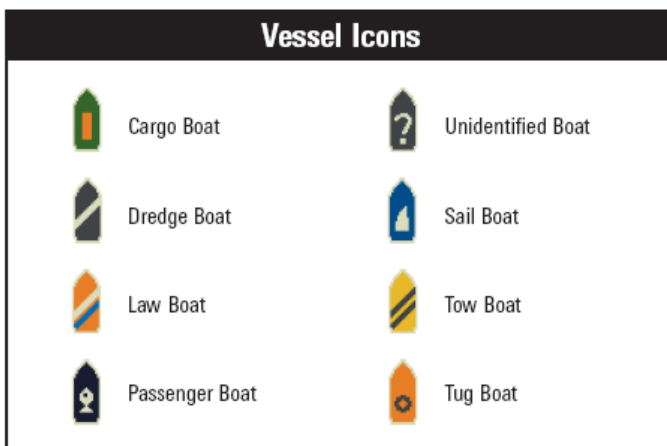 Vessel Icons
Cargo Boat
Unidentified Boat
?
Dredge Boat
Sail Boat
Law Boat
Tow Boat
Passenger Boat
Tug Boat